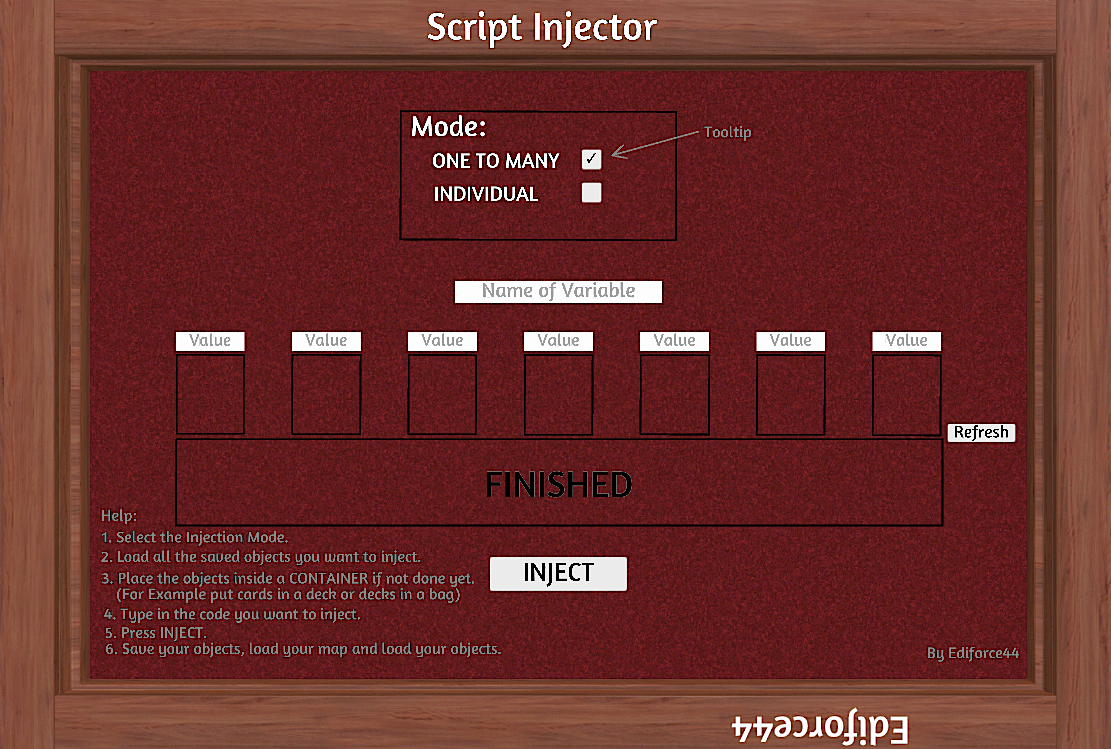 Script Injector
Mode:
Tooltip
ONE TO MANY ✓
INDIVIDUAL
Name of Variable
Value Value Value Value Value Value Value
Refresh
FINISHED
Help:
1. Select the Injection Mode.
2. Load all the saved objects you want to inject.
3. Place the objects inside a CONTAINER if not done yet.
(For Example put cards in a deck or decks in a bag)
4. Type in the code you want to inject.
5. Press INJECT.
6. Save your objects, load your map and load your objects.
INJECT
By Ediforce44
Ediforce44